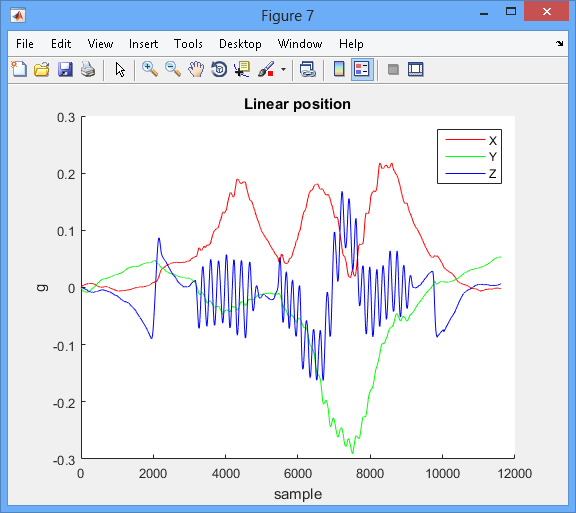 Figure 7
File Edit View Insert Tools Desktop Window Help
Linear position
0.3
0.2
0.1
0
-0.1
-0.2
-0.3
g
X
Y
Z
0 2000 4000 6000 8000 10000 12000
sample